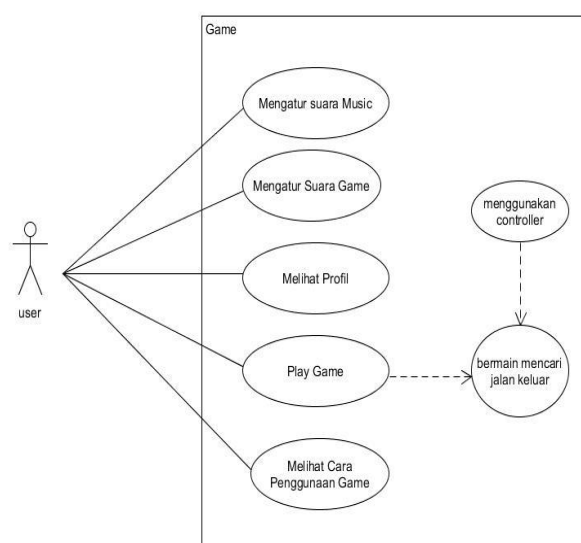 Game
Mengatur suara Music
Mengatur Suara Game
menggunakan
controller
Melihat Profil
user
Play Game
bermain mencari
jalan keluar
Melihat Cara
Penggunaan Game